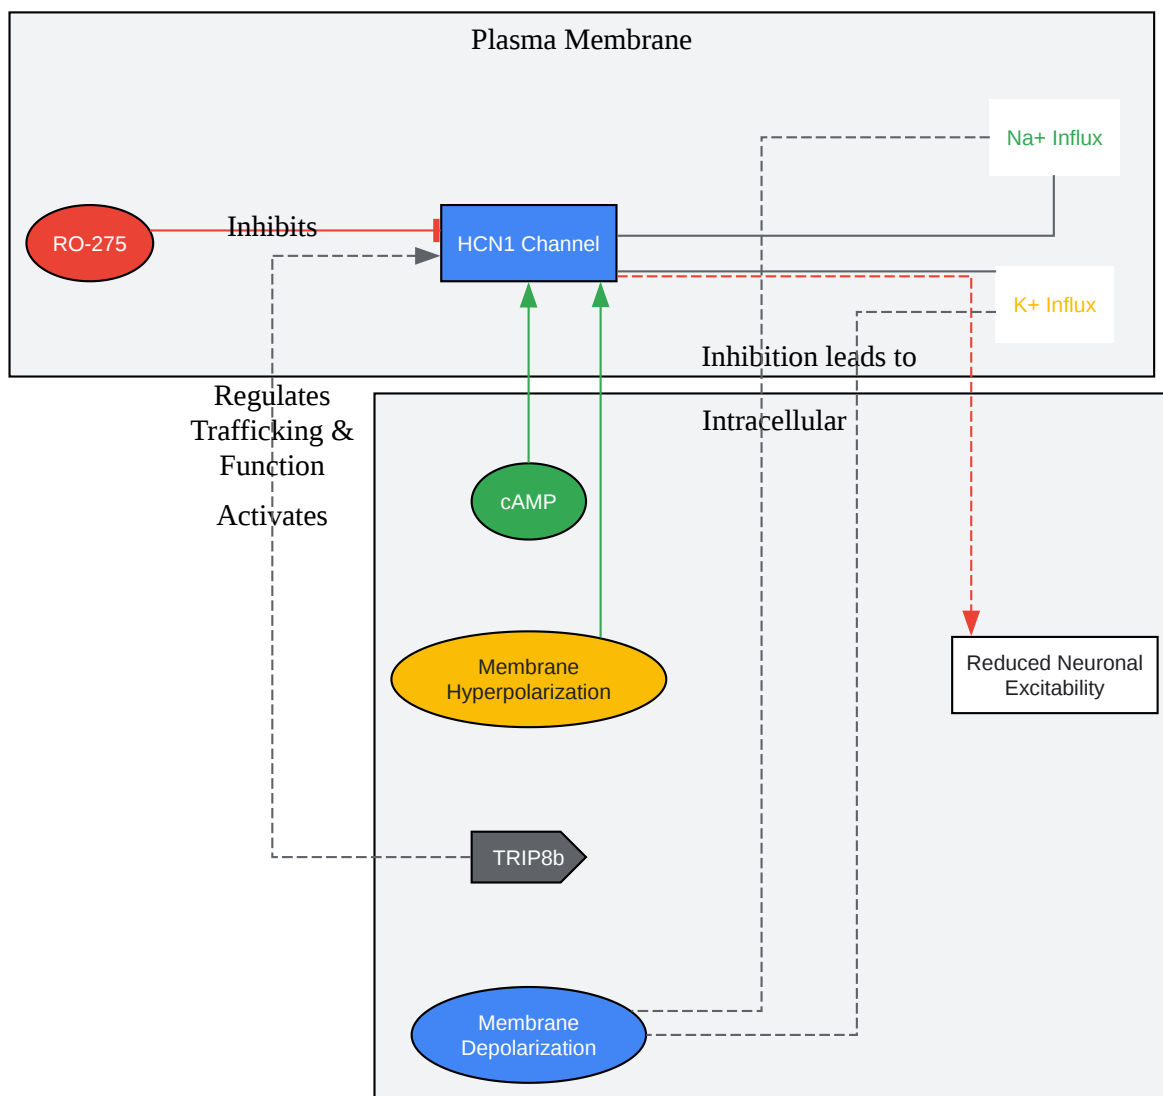 Plasma Membrane
Na+ Influx
RO-275
Inhibits
HCN1 Channel
K+ Influx
Inhibition leads to
Regulates
Trafficking &
Function
Activates
Intracellular
cAMP
Membrane
Hyperpolarization
Reduced Neuronal
Excitability
TRIP8b
Membrane
Depolarization